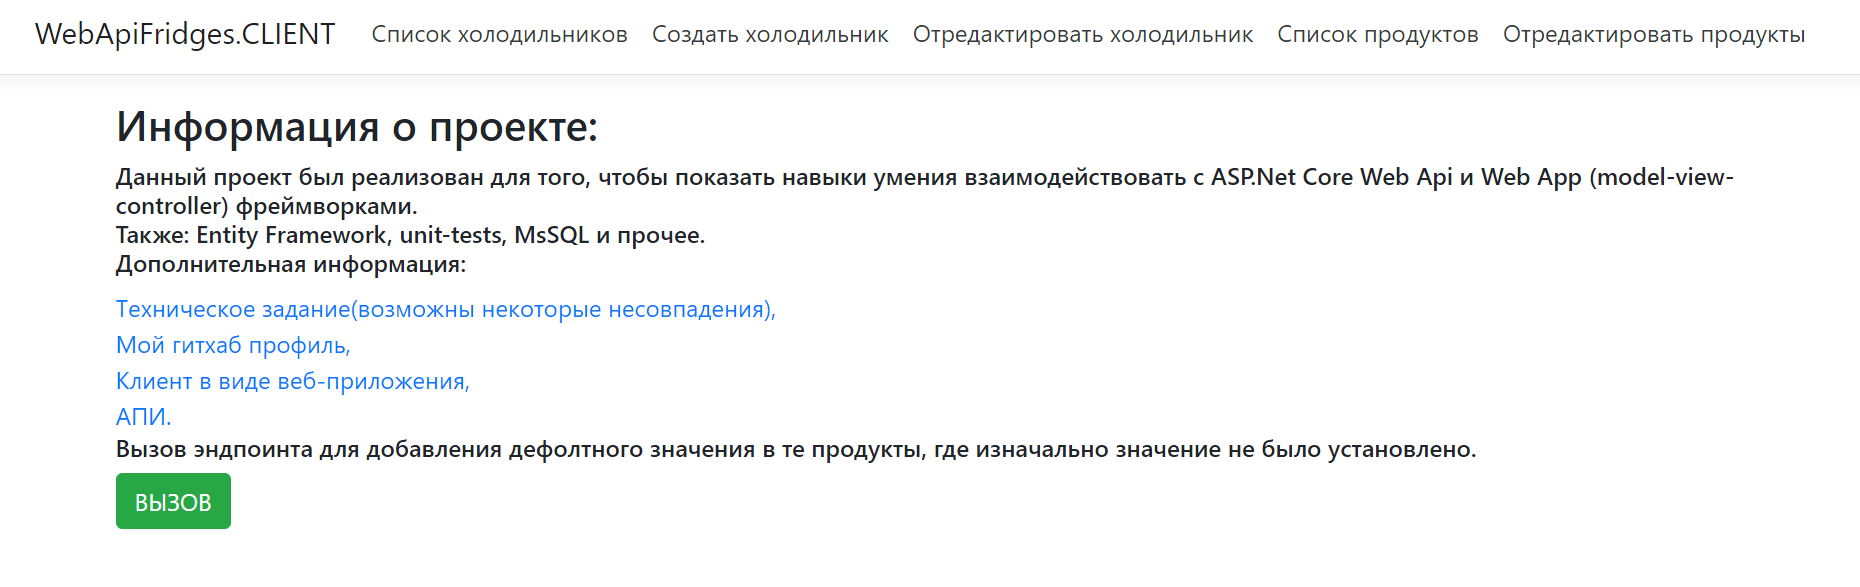 WebApiFridges.CLIENT Список холодильников Создать холодильник Отредактировать холодильник Список продуктов Отредактировать продукты
Информация о проекте:
Данный проект был реализован для того, чтобы показать навыки умения взаимодействовать с ASP.Net Core Web Api и Web App (model-view-
controller) фреймворками.
Также: Entity Framework, unit-tests, MsSQL и прочее.
Дополнительная информация:
Техническое задание(возможны некоторые несовпадения),
Мой гитхаб профиль,
Клиент в виде веб-приложения,
АПИ.
Вызов эндпоинта для добавления дефолтного значения в те продукты, где изначально значение не было установлено.
ВЫЗОВ